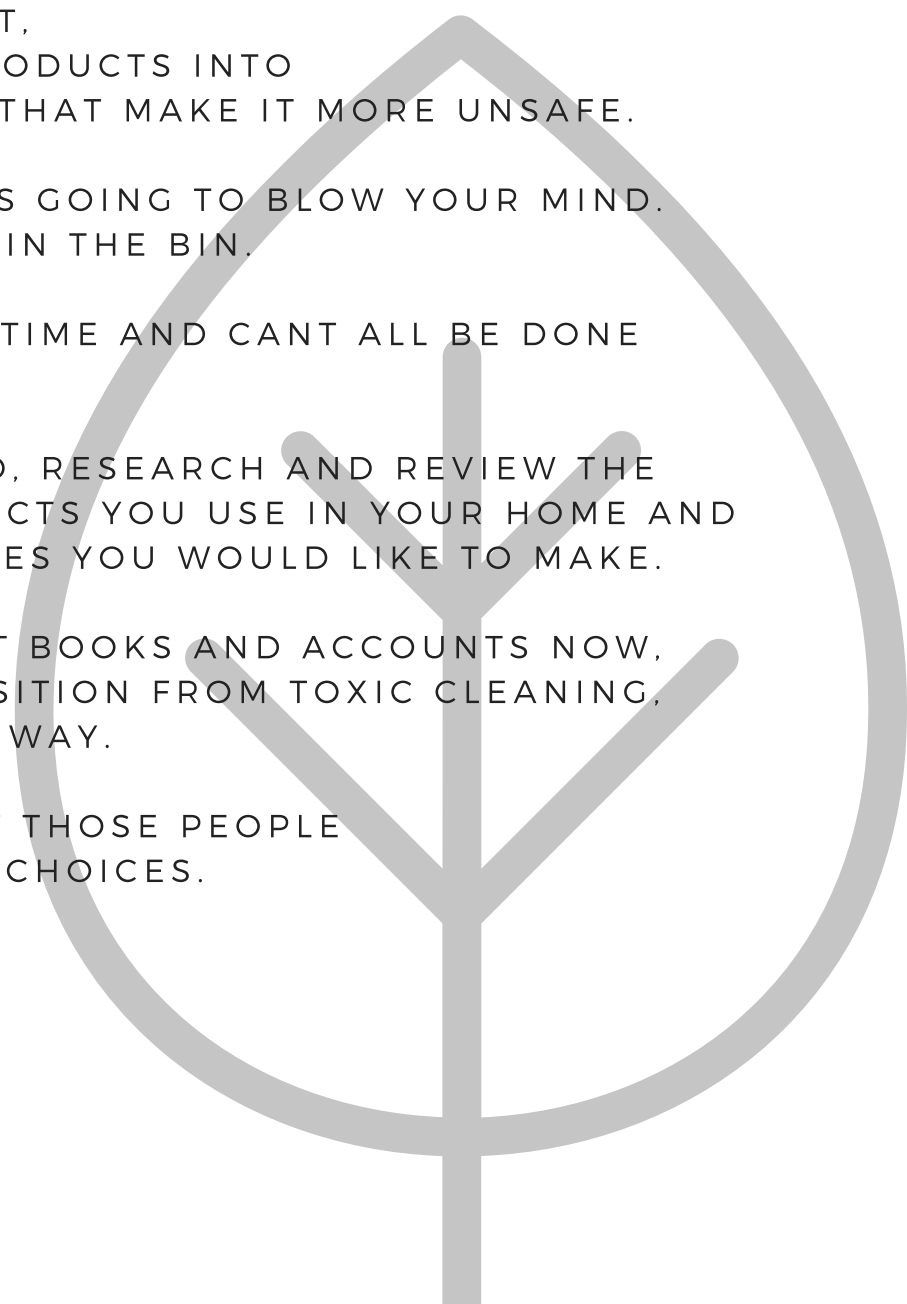 T,
ODUCTS INTO
THAT MAKE IT MORE UNSAFE.
S GOING TO BLOW YOUR MIND.
IN THE BIN.
TIME AND CANT ALL BE DONE
, RESEARCH AND REVIEW THE
CTS YOU USE IN YOUR HOME AND
ES YOU WOULD LIKE TO MAKE.
T BOOKS AND ACCOUNTS NOW,
SITION FROM TOXIC CLEANING,
WAY.
THOSE PEOPLE
CHOICES.